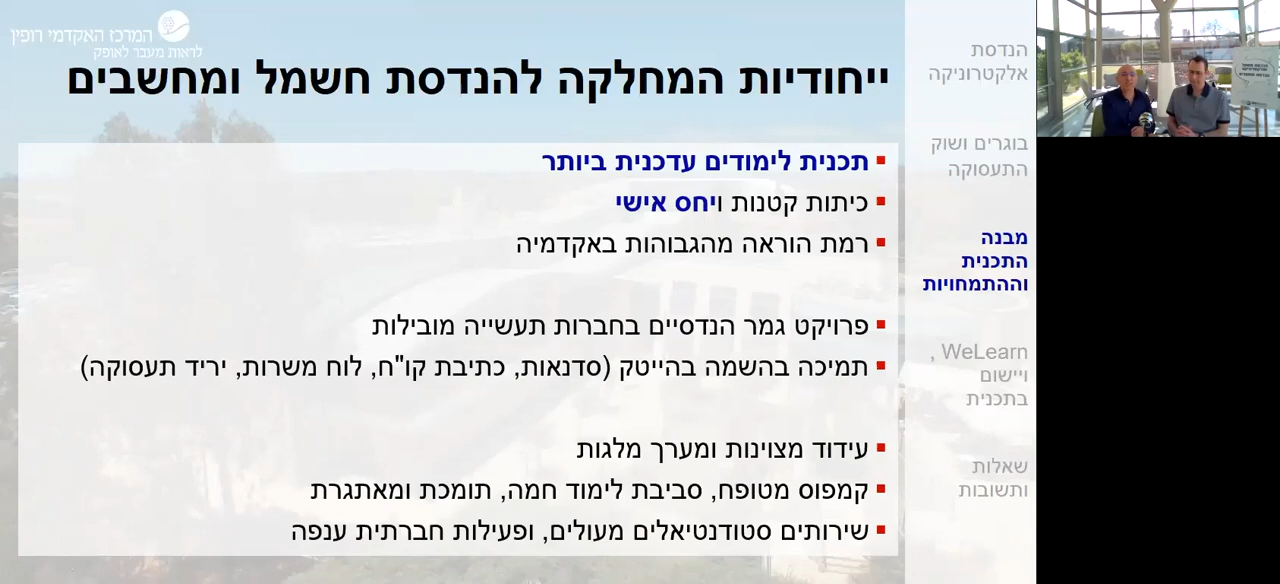 המרכז האקדמי רופין
לראות מעבר לאופק
ייחודיות המחלקה להנדסת חשמל ומחשבים
תכנית לימודים עדכנית ביותר
כיתות קטנות ויחס אישי
רמת הוראה מהגבוהות באקדמיה
פרויקט גמר הנדסיים בחברות תעשייה מובילות
תמיכה בהשמה בהייטק (סדנאות, כתיבת קו"ח, לוח משרות, יריד תעסוקה)
עידוד מצוינות ומערך מלגות
קמפוס מטופח, סביבת לימוד חמה, תומכת ומאתגרת
שירותים סטודנטיאלים מעולים, ופעילות חברתית ענפה
הנדסת
אלקטרוניקה
בוגרים ושוק
התעסוקה
מבנה
התכנית
וההתמחויות
WeLearn ,
ויישום
בתכנית
שאלות
ותשובות